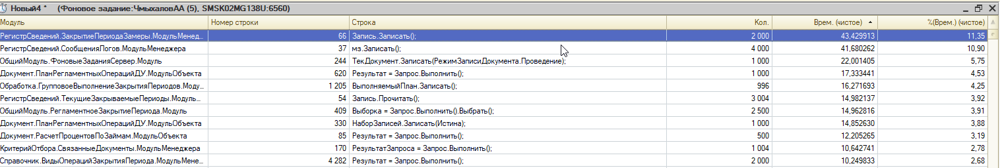 Новый4 * (Фоновое задание:ЧмыхаловАА (5), SMSK02MG138U:6560)
Модуль Номер строки Строка Кол. Врем. (чистое) %(Врем.) (чистое)
РегистрСведений.ЗакрытиеПериодаЗамеры.МодульМенед... 66 Запись.Записать(); 2 000 43,429913 11,35
РегистрСведений.СообщенияЛогов.МодульМенеджера 37 мз.Записать(); 4 000 41,680262 10,90
ОбщийМодуль.ФоновыеЗаданияСервер.Модуль 244 ТекДокумент.Записать(РежимЗаписиДокумента.Проведение); 1 000 22,001405 5,75
Документ.ПланРегламентныхОперацийДУ.МодульОбъекта 620 Результат = Запрос.Выполнить(); 1 000 17,333441 4,53
Обработка.ГрупповоеВыполнениеЗакрытияПериодов.Моду... 1 205 ВыполняемыйПлан.Записать(); 996 16,271693 4,25
РегистрСведений.ТекущиеЗакрываемыеПериоды.Модуль... 54 Запись.Прочитать(); 3 004 14,982137 3,92
ОбщийМодуль.РегламентноеЗакрытиеПериода.Модуль 409 Выборка = Запрос.Выполнить().Выбрать(); 2 500 14,962816 3,91
Документ.ПланРегламентныхОперацийДУ.МодульОбъекта 330 НаборЗаписей.Записать(Истина); 1 000 14,852630 3,88
Документ.РасчетПроцентовПоЗаймам.МодульОбъекта 85 Результат = Запрос.Выполнить(); 500 12,205265 3,19
КритерийОтбора.СвязанныеДокументы.МодульМенеджера 170 РезультатЗапроса = Запрос.Выполнить(); 1 004 10,642741 2,78
Справочник.ВидыОперацийЗакрытияПериода.МодульМене... 4 282 Результат = Запрос.Выполнить(); 2 000 10,249833 2,68